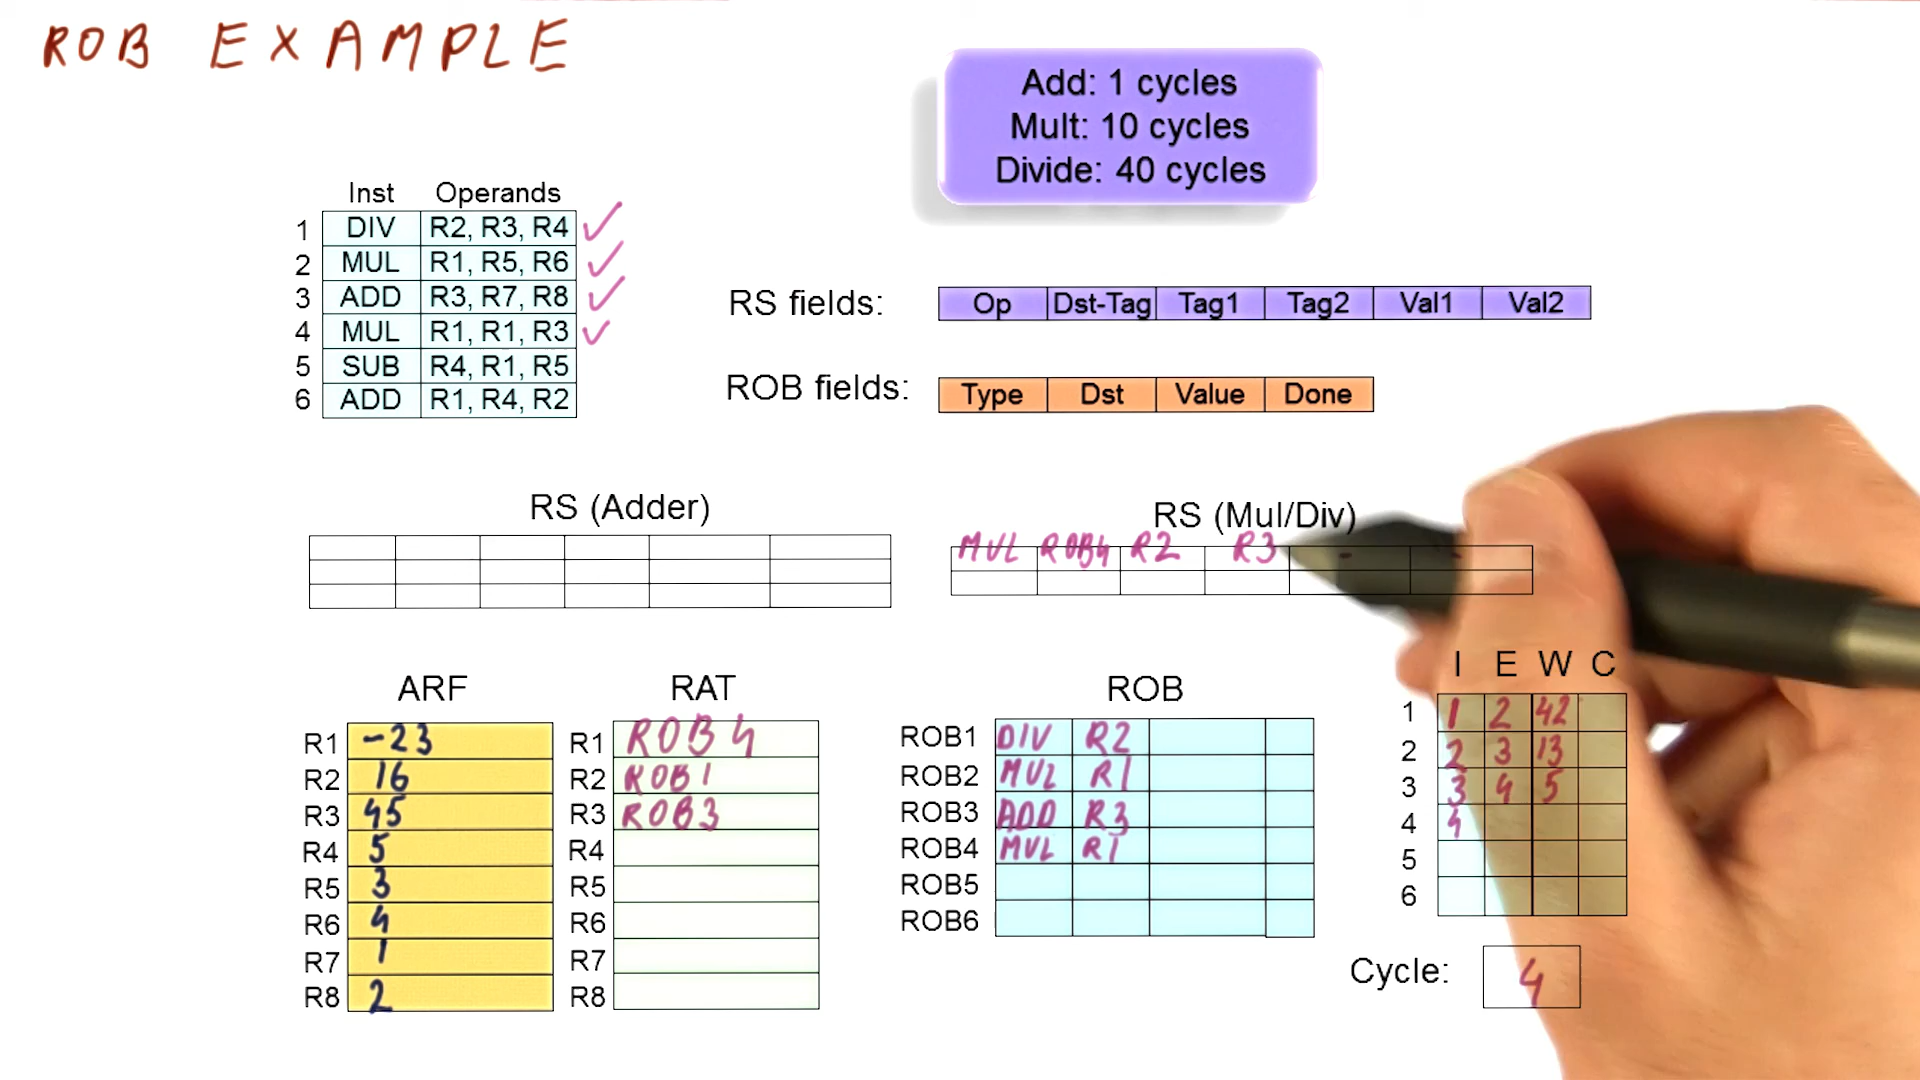 ROB EXAMPLE
Add: 1 cycles
Mult: 10 cycles
Divide: 40 cycles
Inst Operands
1 DIV R2, R3, R4 ✓
2 MUL R1, R5, R6 ✓
3 ADD R3, R7, R8 ✓
4 MUL R1, R1, R3 ✓
5 SUB R4, R1, R5
6 ADD R1, R4, R2
RS fields: Op Dst-Tag Tag1 Tag2 Val1 Val2
ROB fields: Type Dst Value Done
RS (Adder)
RS (Mul/Div)
MUL ROB4 R2 R3 - -
ARF
R1 -23
R2 16
R3 45
R4 5
R5 3
R6 4
R7 1
R8 2
RAT
R1 ROB4
R2 ROB1
R3 ROB3
R4
R5
R6
R7
R8
ROB
ROB1 DIV R2
ROB2 MUL R1
ROB3 ADD R3
ROB4 MUL R1
ROB5
ROB6
I E W C
1 1 2 42
2 2 3 13
3 3 4 5
4 4
5
6
Cycle: 4